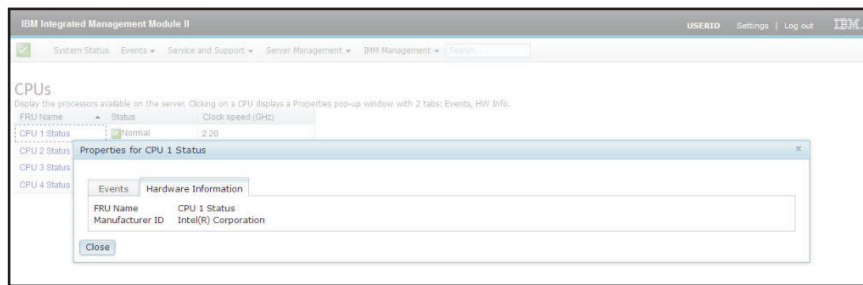 IBM Integrated Management Module II
USERID Settings | Log out IBM.
System Status Events Service and Support Server Management IMM Management Search...
CPUs
Display the processors available on the server. Clicking on a CPU displays a Properties pop-up window with 2 tabs: Events, HW Info.
FRU Name Status Clock speed (GHz)
CPU 1 Status Normal 2.20
CPU 2 Status
CPU 3 Status
CPU 4 Status
Properties for CPU 1 Status x
Events Hardware Information
FRU Name CPU 1 Status
Manufacturer ID Intel(R) Corporation
Close